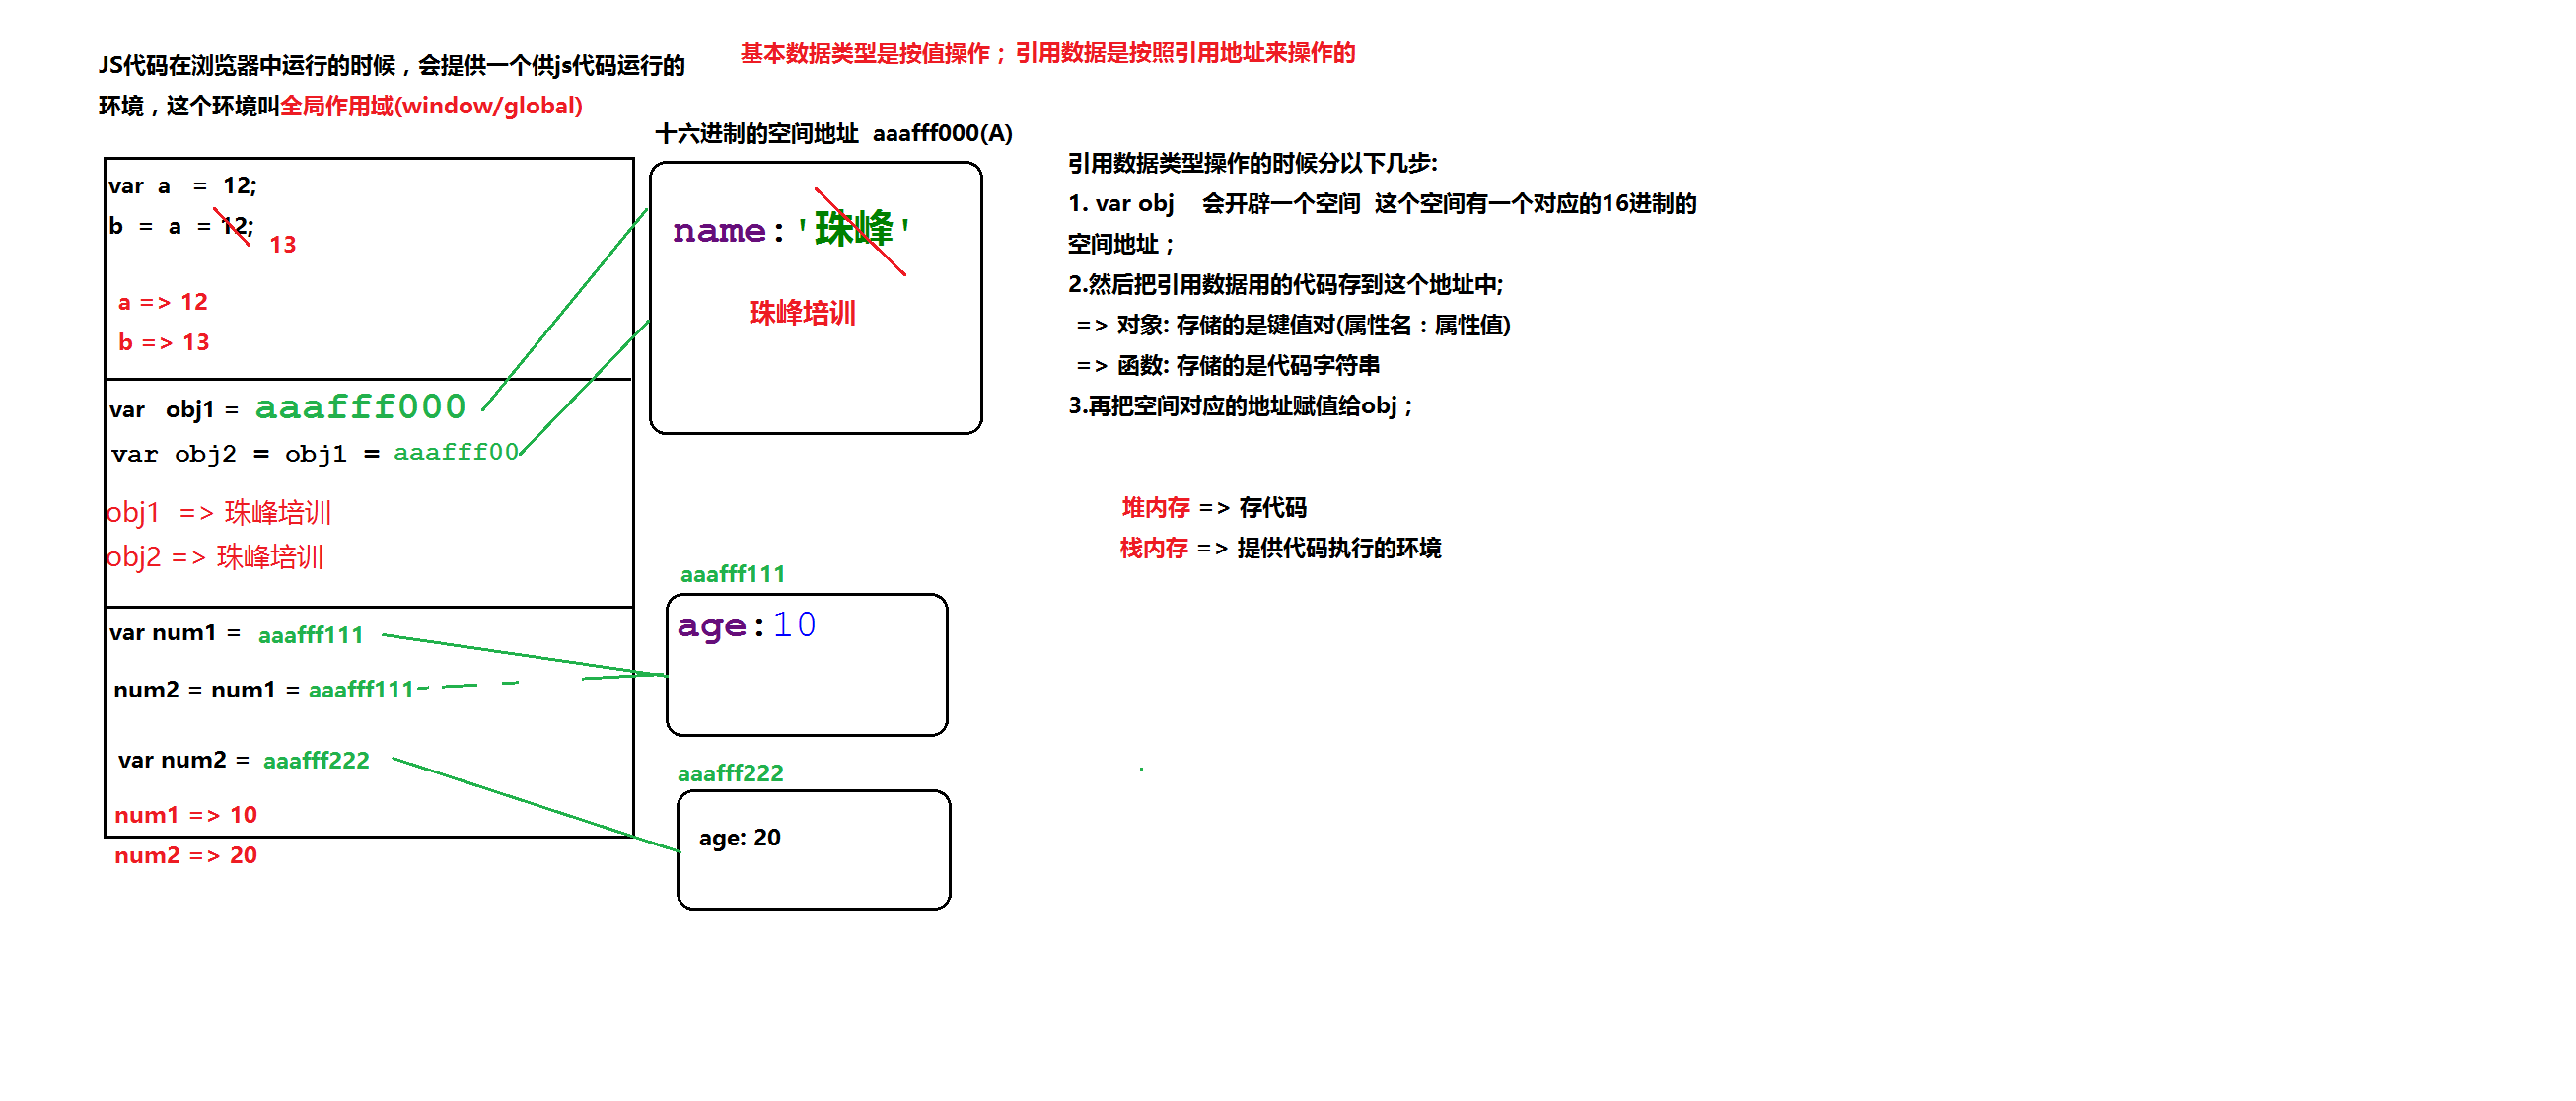 JS代码在浏览器中运行的时候，会提供一个供js代码运行的
环境，这个环境叫全局作用域(window/global)
基本数据类型是按值操作；引用数据是按照引用地址来操作的
十六进制的空间地址 aaafff000(A)
var a = 12;
b = a = 12;
13
a => 12
b => 13
var obj1 = aaafff000
var obj2 = obj1 = aaafff00
obj1 => 珠峰培训
obj2 => 珠峰培训
var num1 = aaafff111
num2 = num1 = aaafff111
var num2 = aaafff222
num1 => 10
num2 => 20
name:'珠峰'
珠峰培训
aaafff111
age:10
aaafff222
age: 20
引用数据类型操作的时候分以下几步:
1. var obj 会开辟一个空间 这个空间有一个对应的16进制的
空间地址；
2.然后把引用数据用的代码存到这个地址中;
=> 对象: 存储的是键值对(属性名：属性值)
=> 函数: 存储的是代码字符串
3.再把空间对应的地址赋值给obj；
堆内存 => 存代码
栈内存 => 提供代码执行的环境